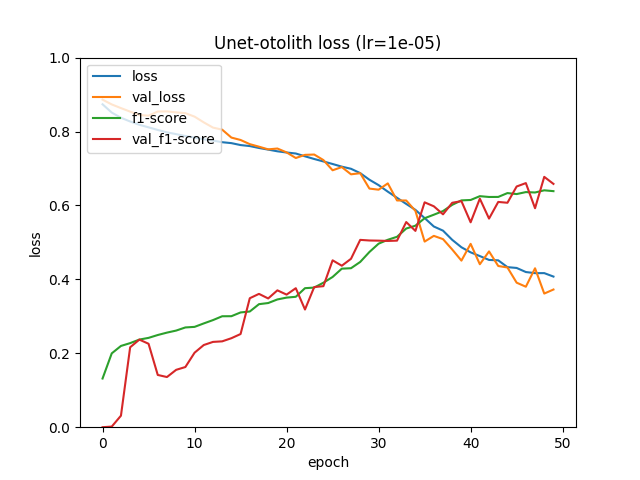 Unet-otolith loss (lr=1e-05)
loss
val_loss
f1-score
val_f1-score
1.0
0.8
0.6
0.4
0.2
0.0
loss
0 10 20 30 40 50
epoch